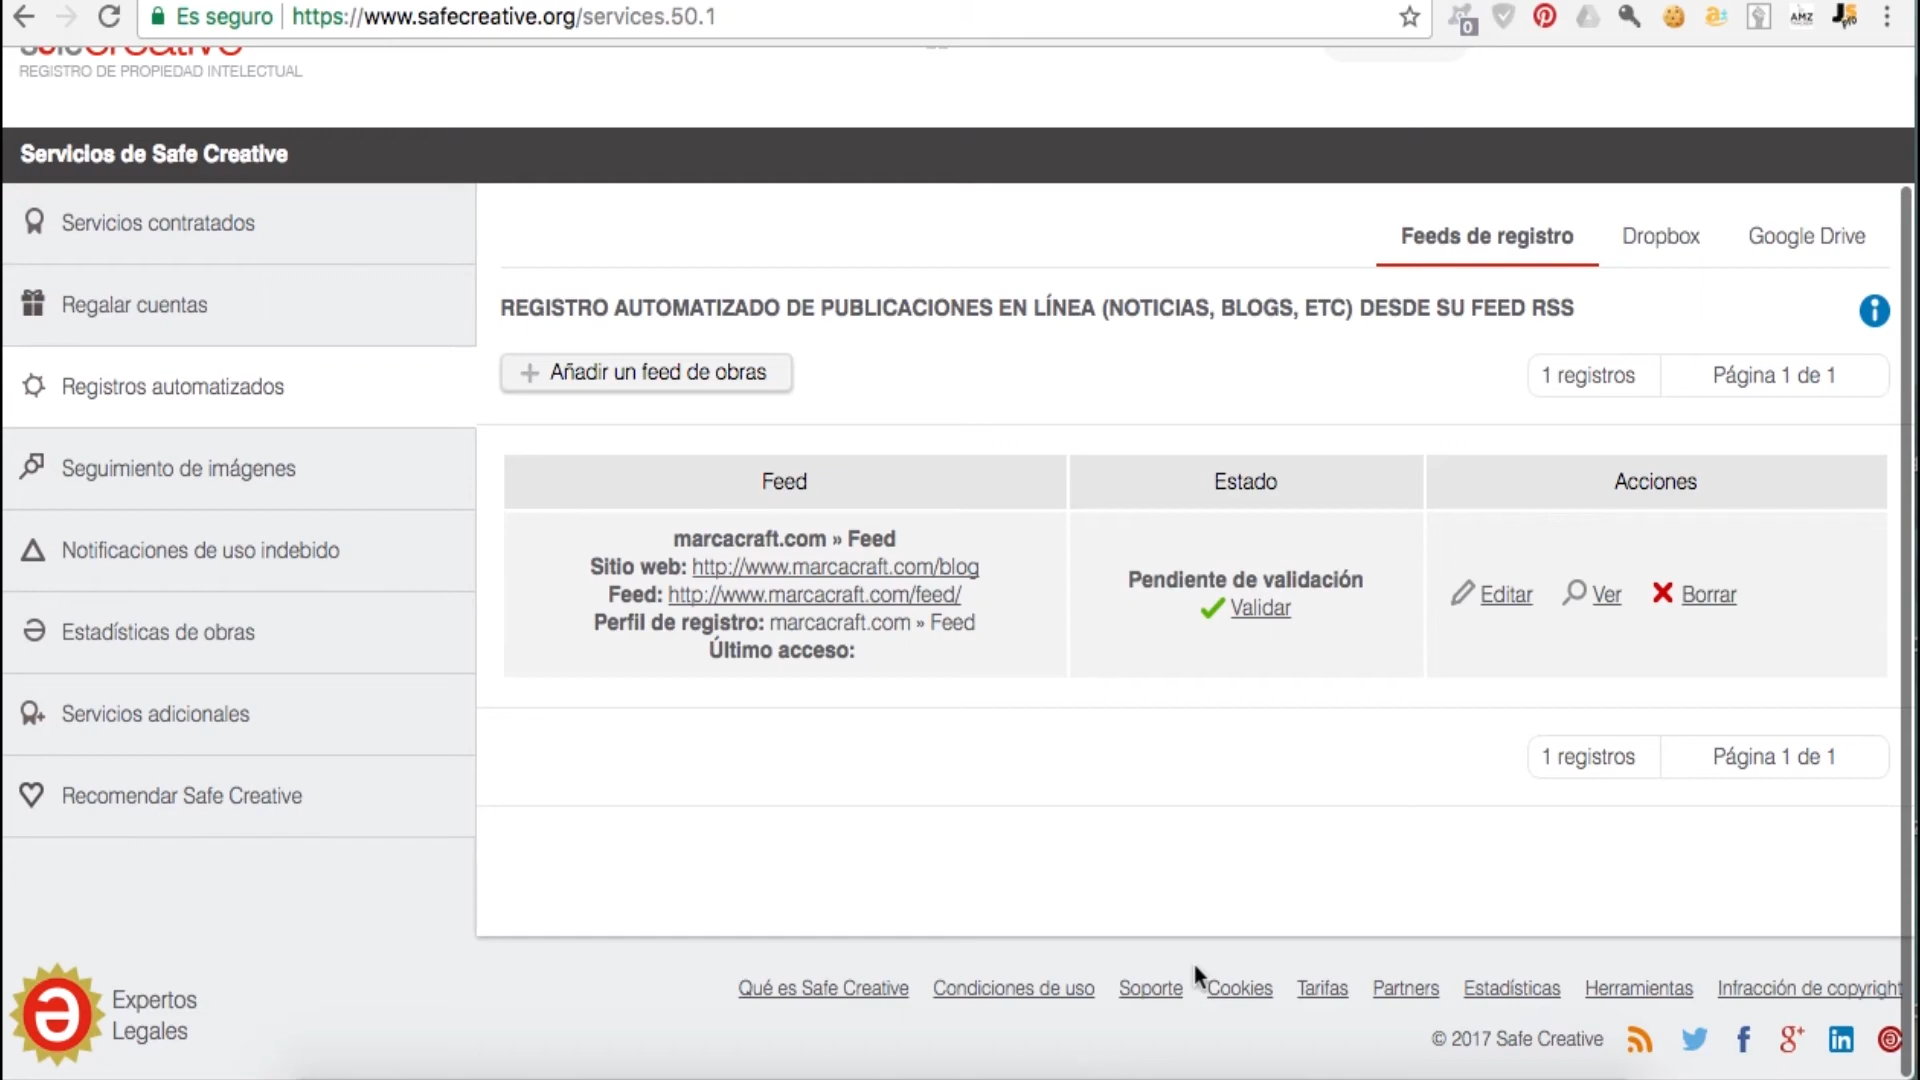 Es seguro | https://www.safecreative.org/services.50.1
0
AMZ
safe creative
REGISTRO DE PROPIEDAD INTELECTUAL
Servicios de Safe Creative
Servicios contratados
Regalar cuentas
Registros automatizados
Seguimiento de imágenes
Notificaciones de uso indebido
Estadísticas de obras
Servicios adicionales
Recomendar Safe Creative
Feeds de registro Dropbox Google Drive
REGISTRO AUTOMATIZADO DE PUBLICACIONES EN LÍNEA (NOTICIAS, BLOGS, ETC) DESDE SU FEED RSS
+ Añadir un feed de obras
1 registros Página 1 de 1
Feed Estado Acciones
marcacraft.com » Feed
Sitio web: http://www.marcacraft.com/blog
Feed: http://www.marcacraft.com/feed/
Perfil de registro: marcacraft.com » Feed
Último acceso:
Pendiente de validación
Validar
Editar Ver Borrar
1 registros Página 1 de 1
Expertos
Legales
Qué es Safe Creative Condiciones de uso Soporte Cookies Tarifas Partners Estadísticas Herramientas Infracción de copyright
© 2017 Safe Creative